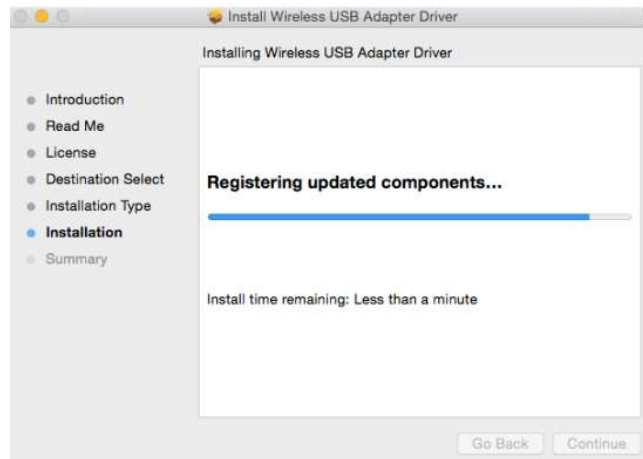 Install Wireless USB Adapter Driver
Installing Wireless USB Adapter Driver
Introduction
Read Me
License
Destination Select
Installation Type
Installation
Summary
Registering updated components...
Install time remaining: Less than a minute
Go Back
Continue